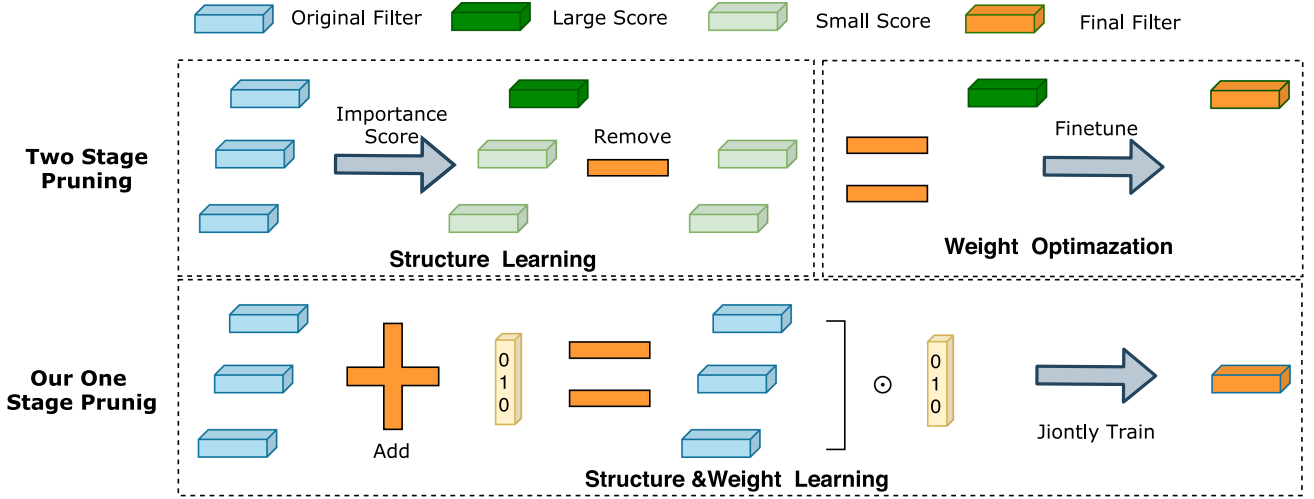 Original Filter
Large Score
Small Score
Final Filter
Two Stage
Pruning
Importance
Score
Remove
Structure Learning
Finetune
Weight Optimazation
Our One
Stage Prunig
Add
0
1
0
0
1
0
Jiontly Train
Structure &Weight Learning